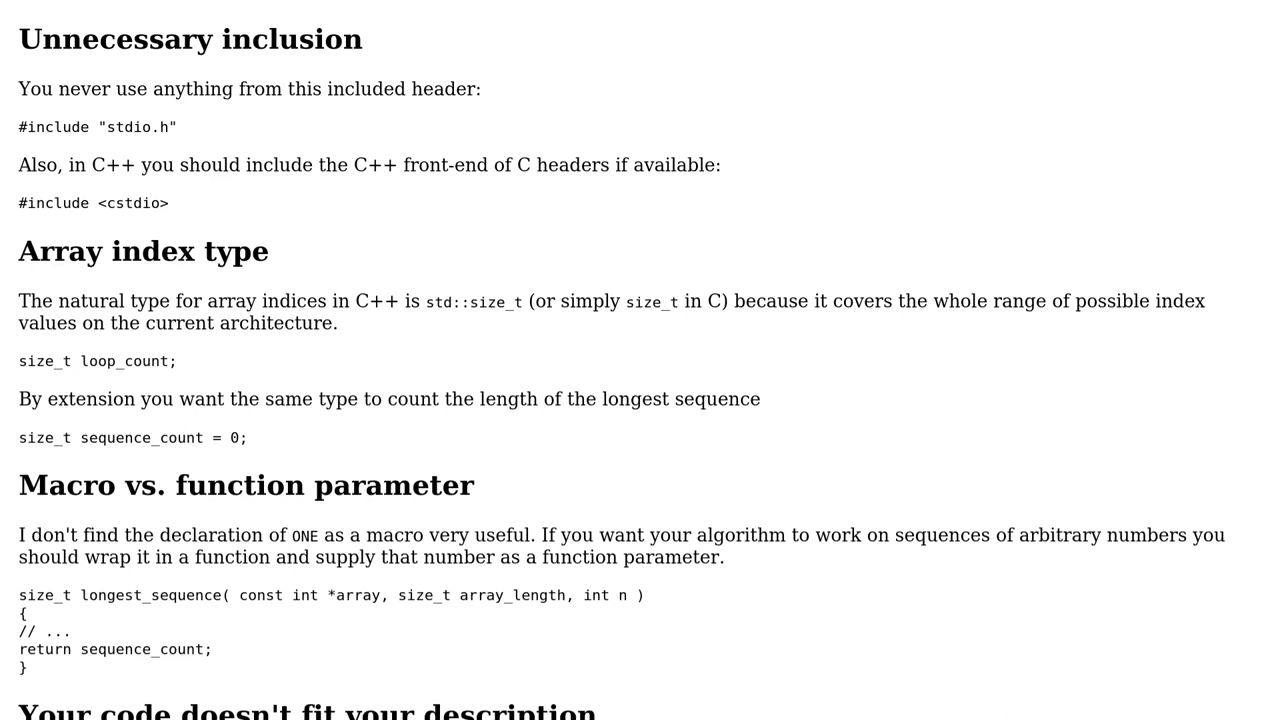 Unnecessary inclusion
You never use anything from this included header:
#include "stdio.h"
Also, in C++ you should include the C++ front-end of C headers if available:
#include <cstdio>
Array index type
The natural type for array indices in C++ is std::size_t (or simply size_t in C) because it covers the whole range of possible index
values on the current architecture.
size_t loop_count;
By extension you want the same type to count the length of the longest sequence
size_t sequence_count = 0;
Macro vs. function parameter
I don't find the declaration of ONE as a macro very useful. If you want your algorithm to work on sequences of arbitrary numbers you
should wrap it in a function and supply that number as a function parameter.
size_t longest_sequence( const int *array, size_t array_length, int n )
{
// ...
return sequence_count;
}
Your code doesn't fit your description